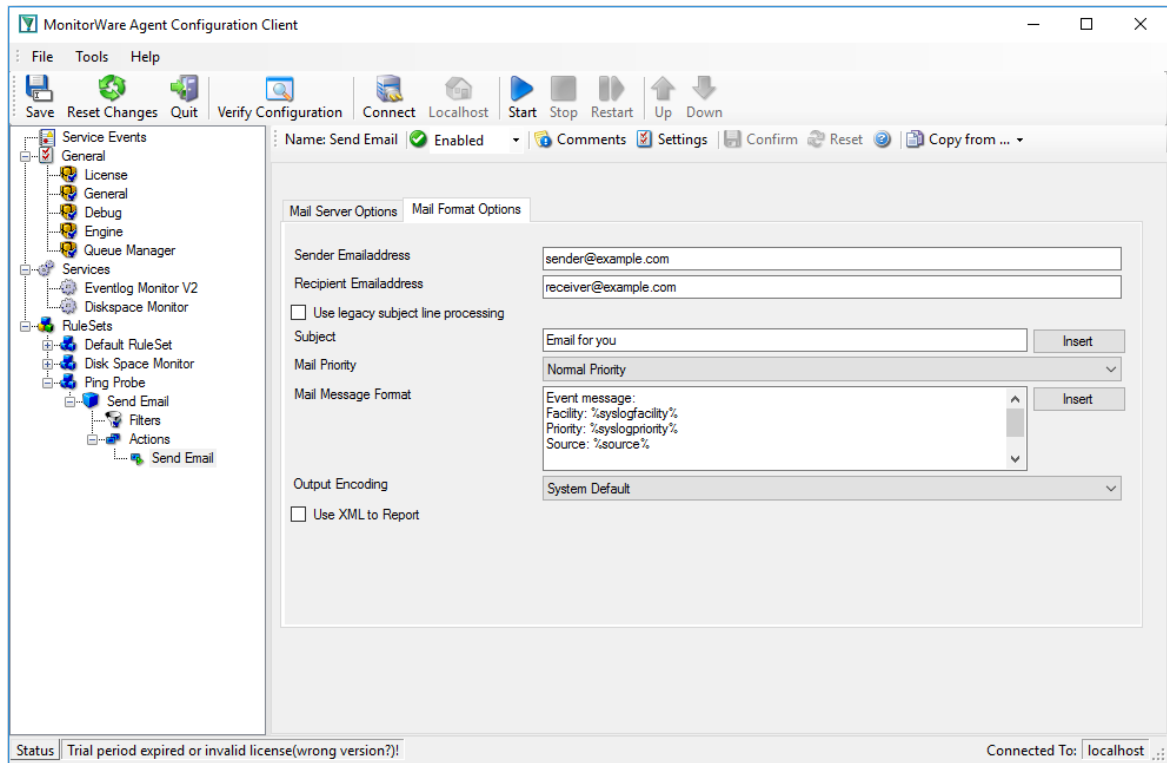 MonitorWare Agent Configuration Client
File Tools Help
Save Reset Changes Quit Verify Configuration Connect Localhost Start Stop Restart Up Down
Service Events
General
License
General
Debug
Engine
Queue Manager
Services
Eventlog Monitor V2
Diskspace Monitor
RuleSets
Default RuleSet
Disk Space Monitor
Ping Probe
Send Email
Filters
Actions
Send Email
Name: Send Email Enabled Comments Settings Confirm Reset Copy from ...
Mail Server Options Mail Format Options
Sender Emailaddress sender@example.com
Recipient Emailaddress receiver@example.com
Use legacy subject line processing
Subject Email for you Insert
Mail Priority Normal Priority
Mail Message Format Event message: Insert
Facility: %syslogfacility%
Priority: %syslogpriority%
Source: %source%
Output Encoding System Default
Use XML to Report
Status Trial period expired or invalid license(wrong version?)! Connected To: localhost